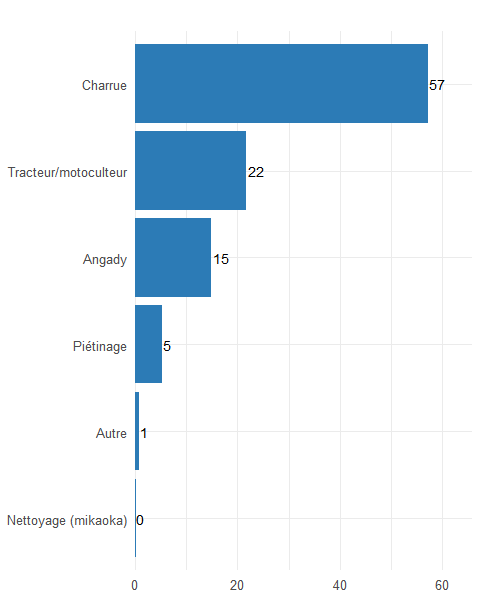 Charrue 57
Tracteur/motoculteur 22
Angady 15
Piétinage 5
Autre 1
Nettoyage (mikaoka) 0
0 20 40 60